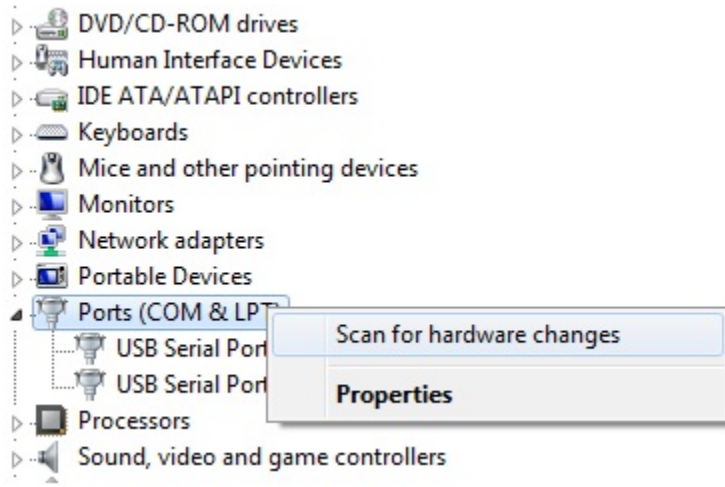 DVD/CD-ROM drives
Human Interface Devices
IDE ATA/ATAPI controllers
Keyboards
Mice and other pointing devices
Monitors
Network adapters
Portable Devices
Ports (COM & LPT)
Scan for hardware changes
USB Serial Port
USB Serial Port
Properties
Processors
Sound, video and game controllers